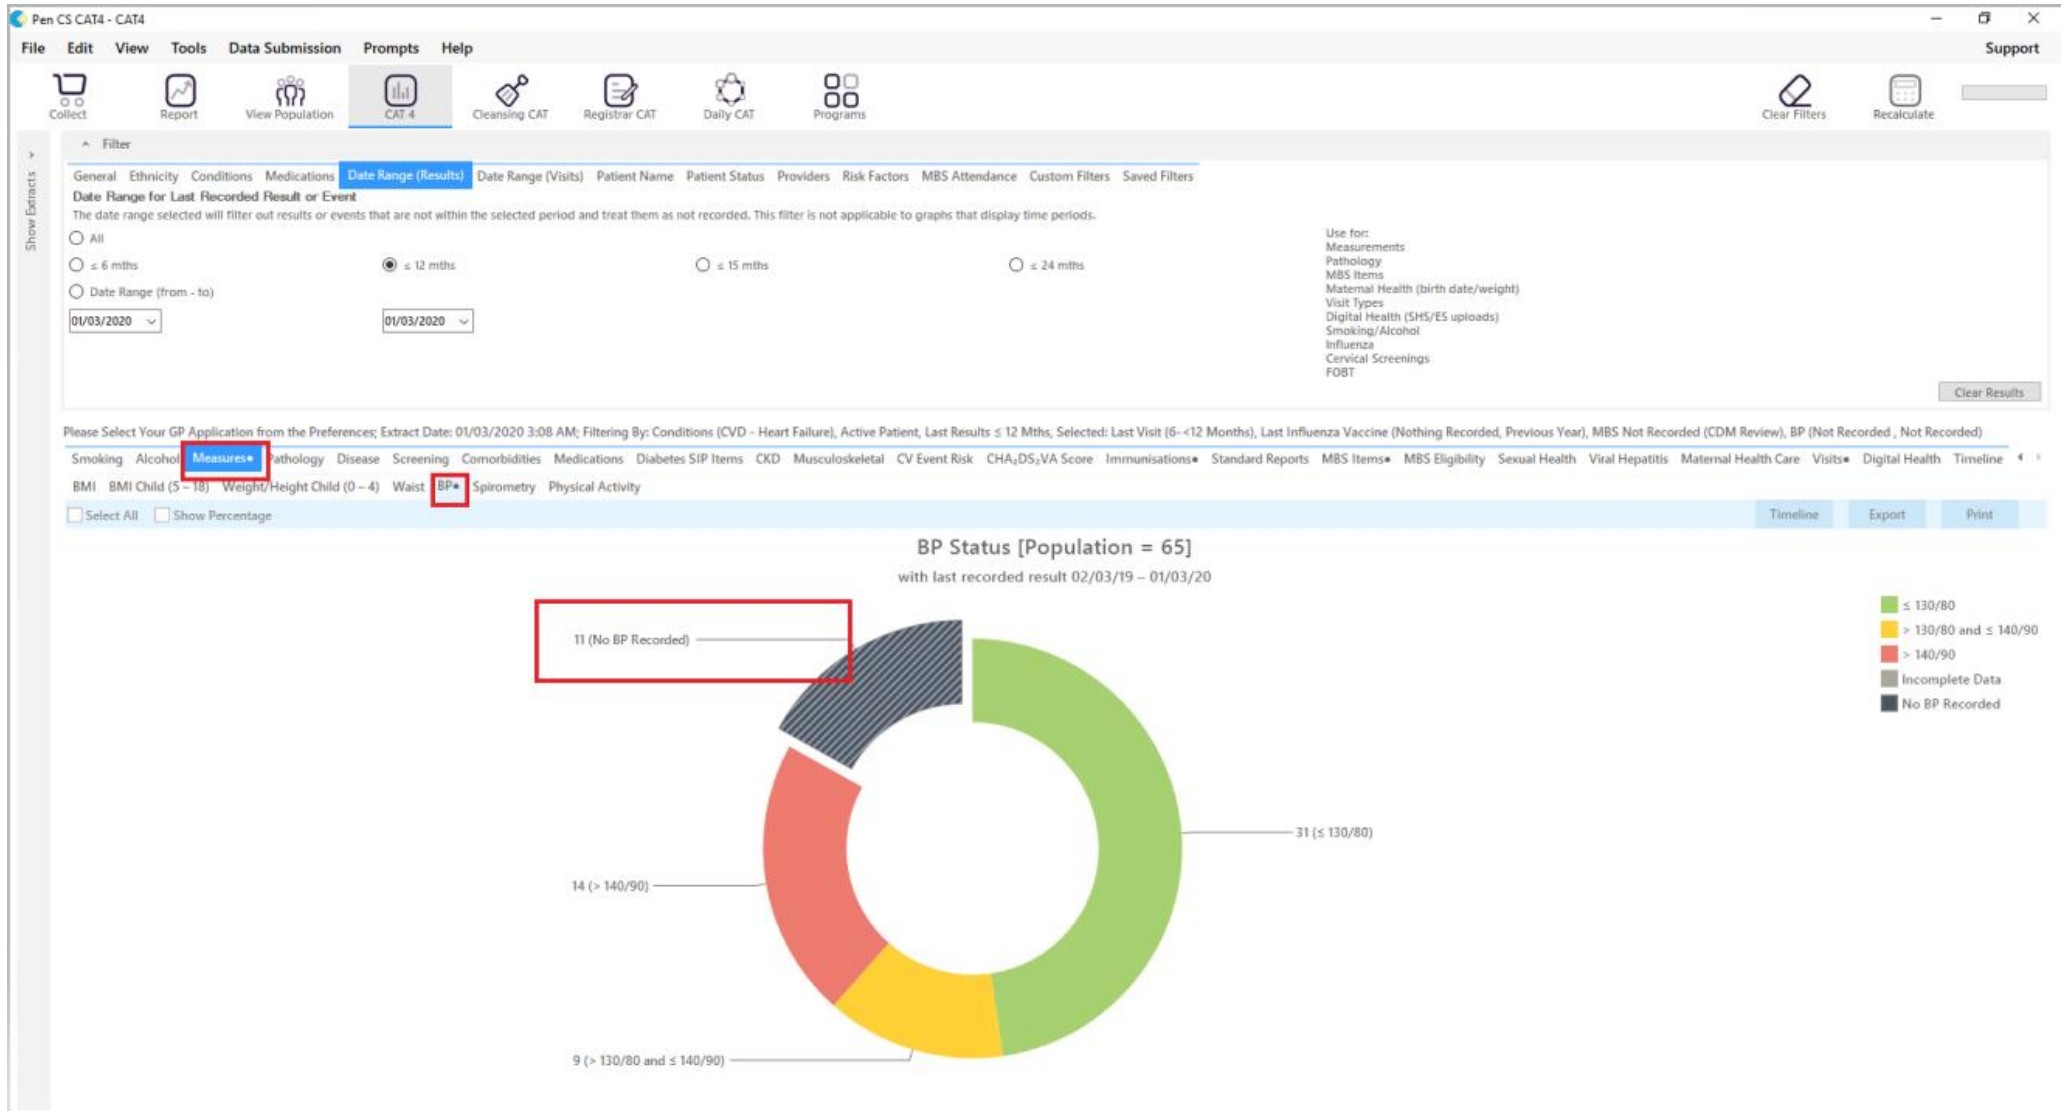 Pen CS CAT4 - CAT4
File Edit View Tools Data Submission Prompts Help Support
Collect Report View Population CAT 4 Cleansing CAT Registrar CAT Daily CAT Programs Clear Filters Recalculate
Show Extracts
Filter
General Ethnicity Conditions Medications Date Range (Results) Date Range (Visits) Patient Name Patient Status Providers Risk Factors MBS Attendance Custom Filters Saved Filters
Date Range for Last Recorded Result or Event
The date range selected will filter out results or events that are not within the selected period and treat them as not recorded. This filter is not applicable to graphs that display time periods.
All
≤ 6 mths ≤ 12 mths ≤ 15 mths ≤ 24 mths
Date Range (from - to)
01/03/2020 01/03/2020
Use for:
Measurements
Pathology
MBS Items
Maternal Health (birth date/weight)
Visit Types
Digital Health (SHS/ES uploads)
Smoking/Alcohol
Influenza
Cervical Screenings
FOBT
Clear Results
Please Select Your GP Application from the Preferences; Extract Date: 01/03/2020 3:08 AM; Filtering By: Conditions (CVD - Heart Failure), Active Patient, Last Results ≤ 12 Mths, Selected: Last Visit (6- <12 Months), Last Influenza Vaccine (Nothing Recorded, Previous Year), MBS Not Recorded (CDM Review), BP (Not Recorded , Not Recorded)
Smoking Alcohol Measures• Pathology Disease Screening Comorbidities Medications Diabetes SIP Items CKD Musculoskeletal CV Event Risk CHA₂DS₂VA Score Immunisations• Standard Reports MBS Items• MBS Eligibility Sexual Health Viral Hepatitis Maternal Health Care Visits• Digital Health Timeline
BMI BMI Child (5 – 18) Weight/Height Child (0 – 4) Waist BP• Spirometry Physical Activity
Select All Show Percentage Timeline Export Print
BP Status [Population = 65]
with last recorded result 02/03/19 – 01/03/20
≤ 130/80
> 130/80 and ≤ 140/90
> 140/90
Incomplete Data
No BP Recorded
11 (No BP Recorded)
31 (≤ 130/80)
14 (> 140/90)
9 (> 130/80 and ≤ 140/90)